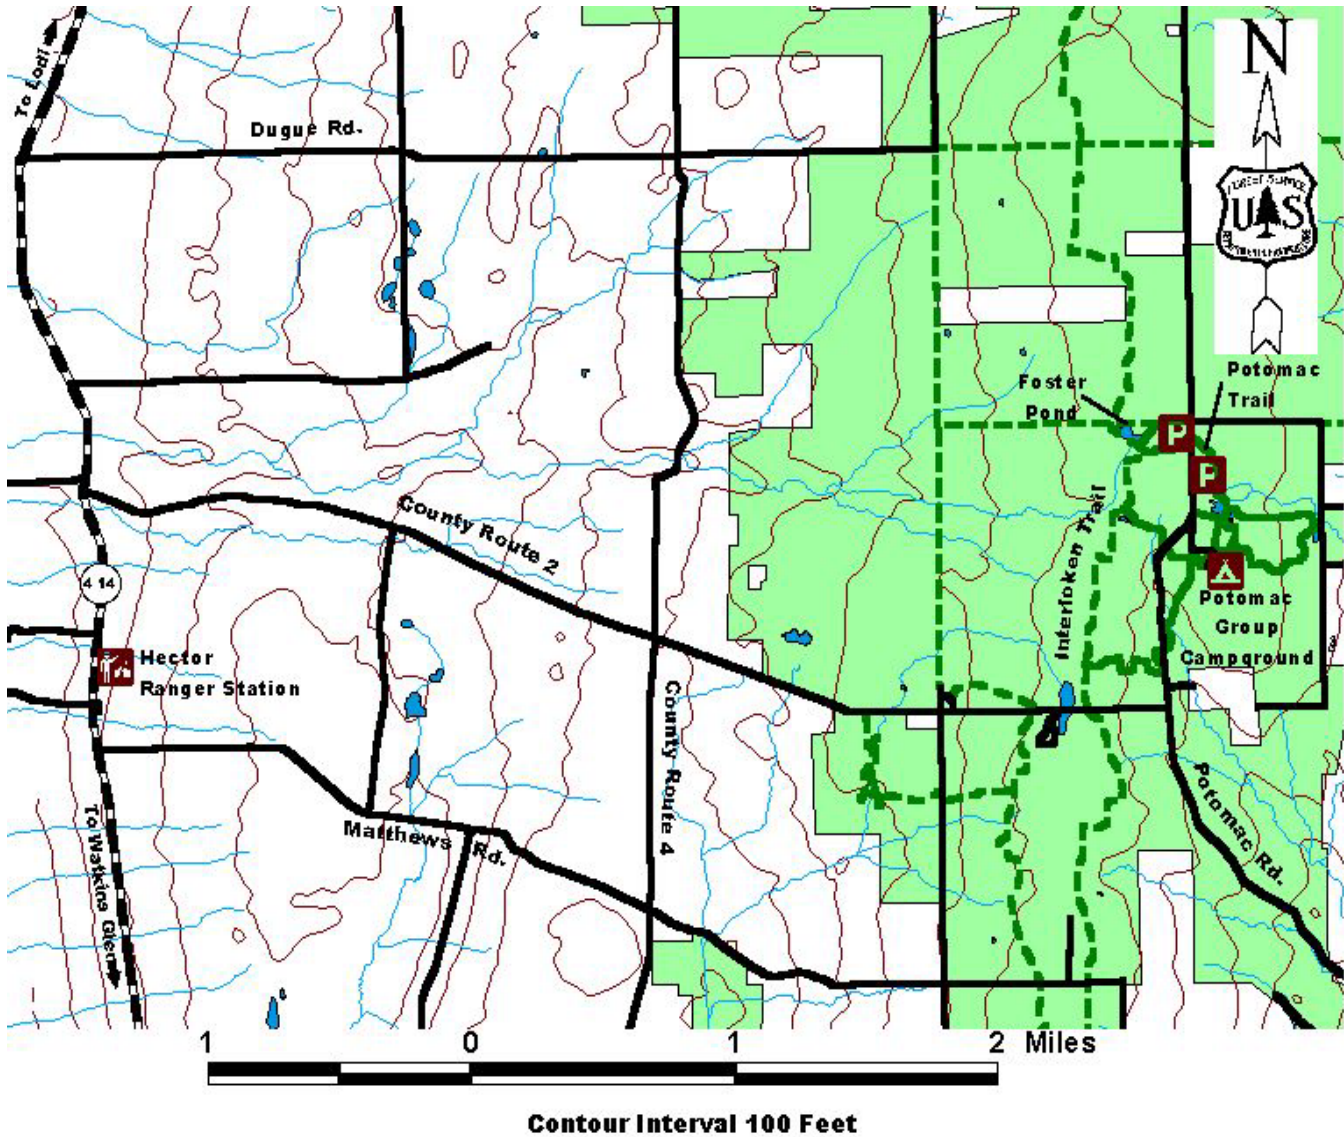 To Lodi
N
Dugue Rd.
FOREST SERVICE
U S
Potomac
Trail
Foster
Pond
P
P
County Route 2
Interloken Trail
414
Potomac
Group
Campground
Hector
Ranger Station
County Route 4
Potomac Rd.
Matthews Rd.
To Watkins Glen
1 0 1 2 Miles
Contour Interval 100 Feet